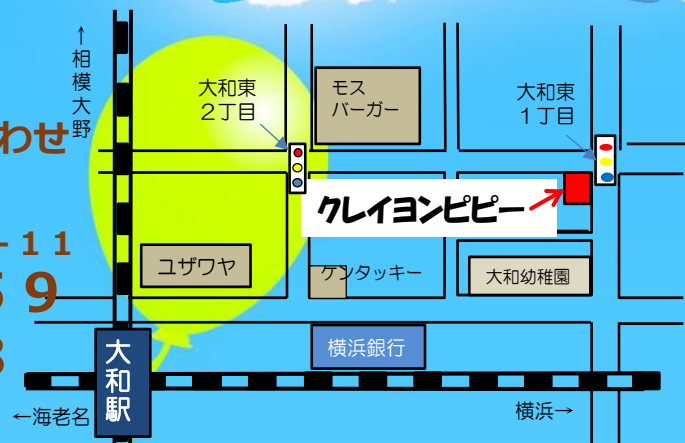 ↑相模大野
大和東
2丁目
モス
バーガー
大和東
1丁目
わせ
クレイヨンピピー
-11
59
ユザワヤ
ケンタッキー
大和幼稚園
横浜銀行
大和駅
←海老名
横浜→